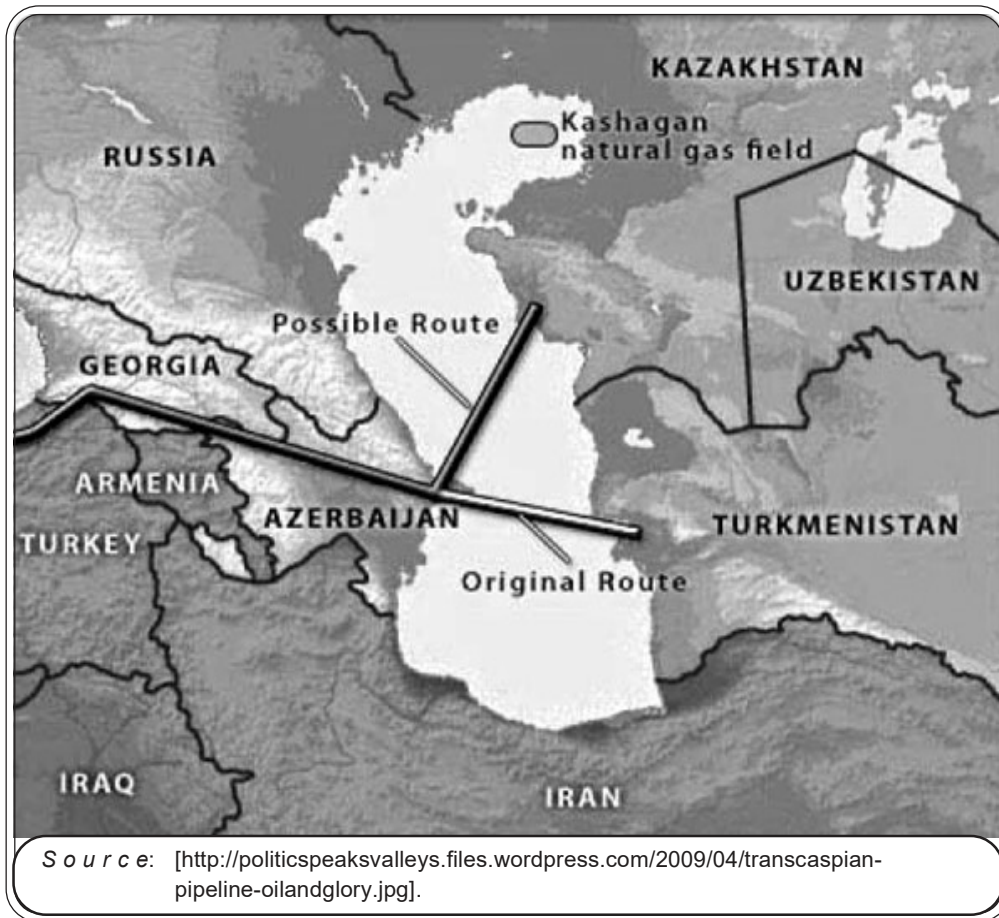 KAZAKHSTAN
Kashagan
natural gas field
RUSSIA
UZBEKISTAN
Possible Route
GEORGIA
ARMENIA
AZERBAIJAN
TURKMENISTAN
TURKEY
Original Route
IRAQ
IRAN
Source: [http://politicspeaksvalleys.files.wordpress.com/2009/04/transcaspian-
pipeline-oilandglory.jpg].